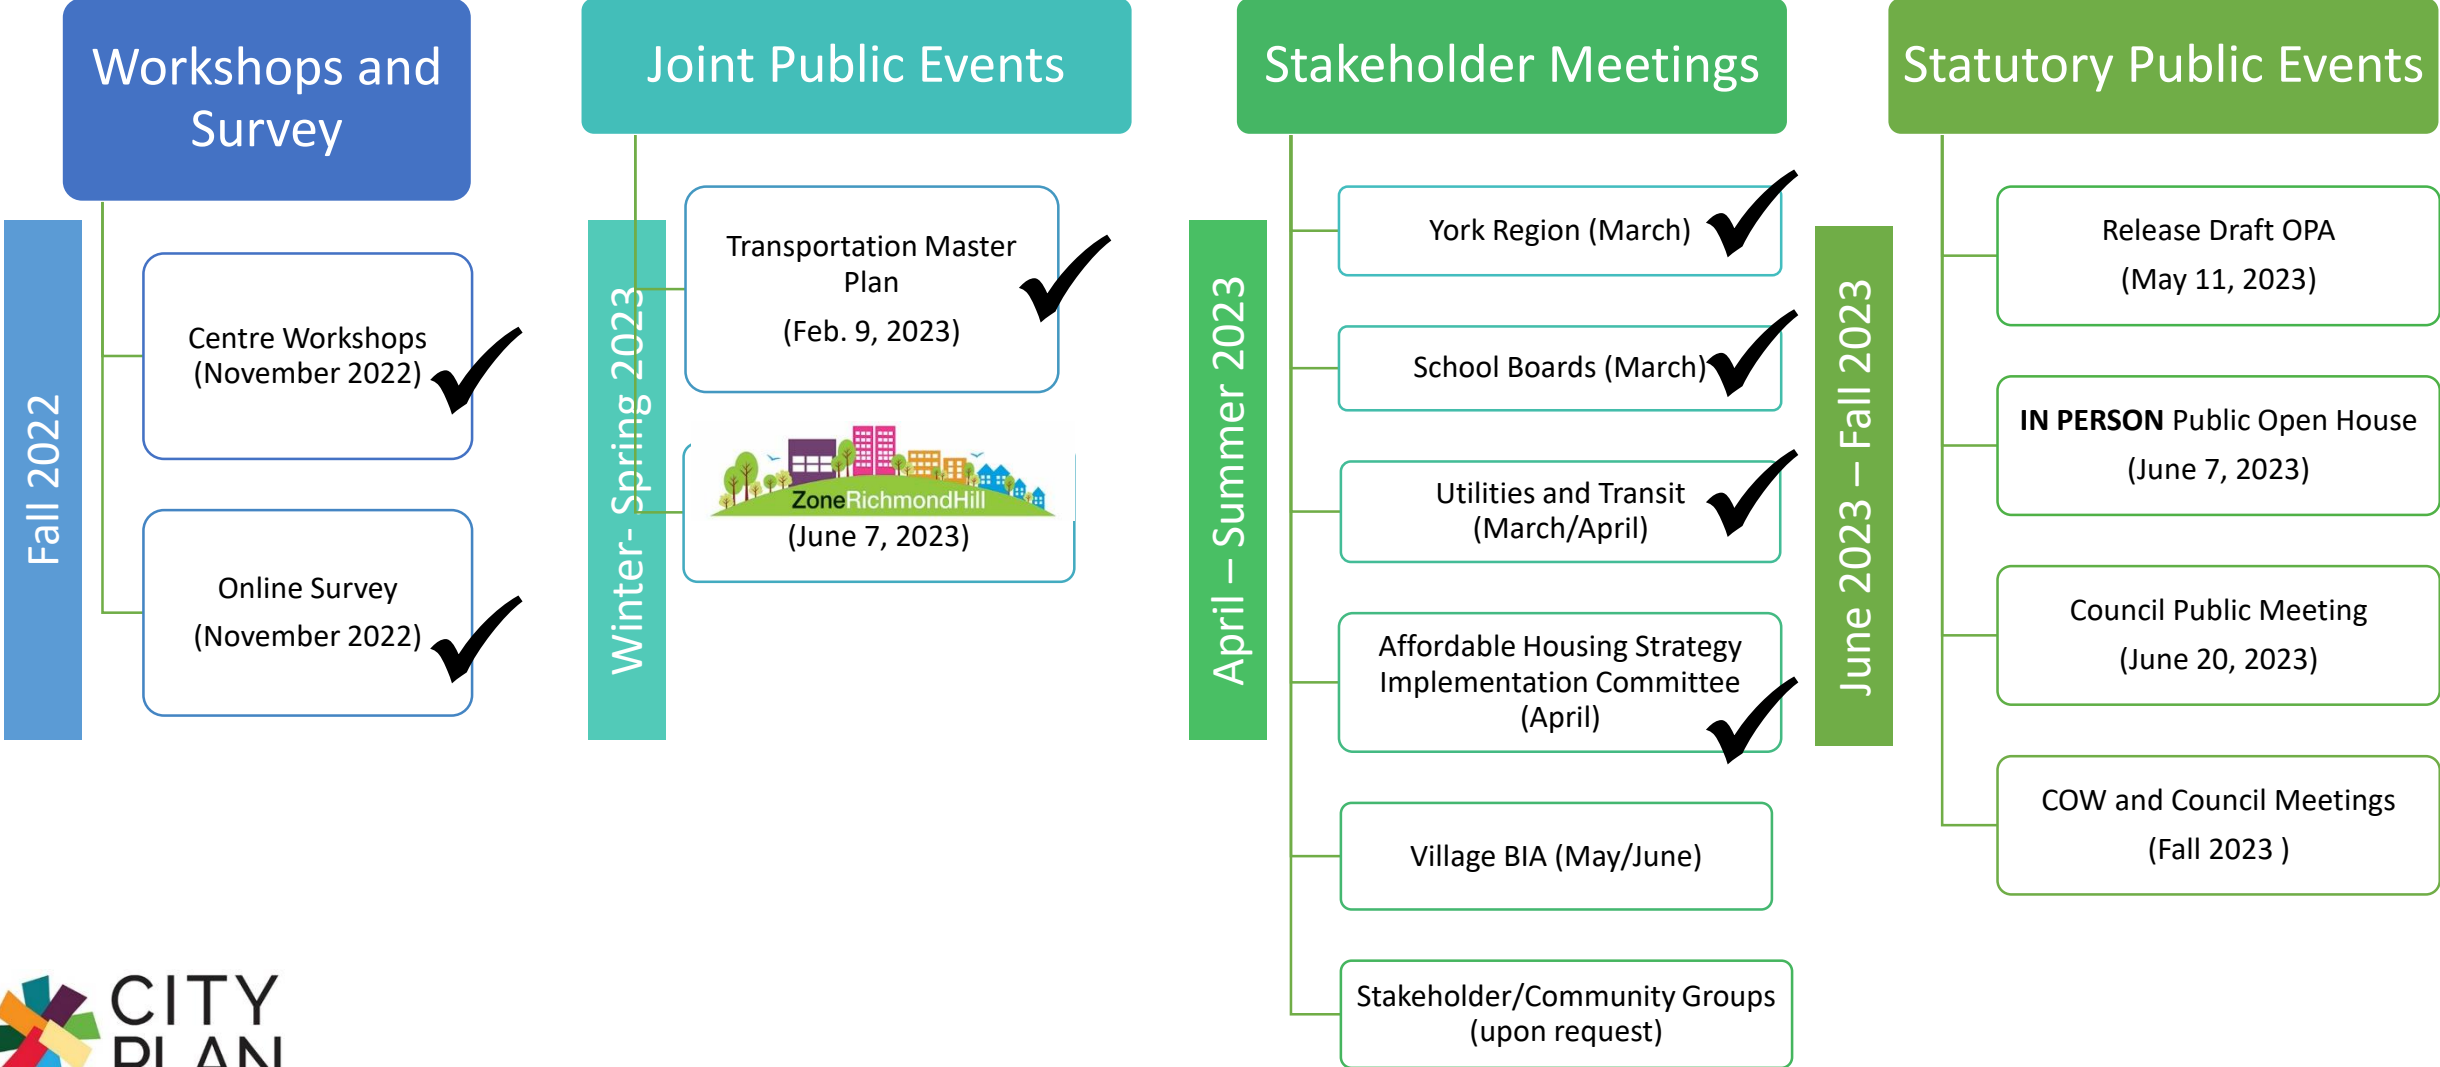 Workshops and
Survey
Fall 2022
Centre Workshops
(November 2022)
Online Survey
(November 2022)
Joint Public Events
Winter- Spring 2023
Transportation Master
Plan
(Feb. 9, 2023)
ZoneRichmondHill
(June 7, 2023)
Stakeholder Meetings
April – Summer 2023
York Region (March)
School Boards (March)
Utilities and Transit
(March/April)
Affordable Housing Strategy
Implementation Committee
(April)
Village BIA (May/June)
Stakeholder/Community Groups
(upon request)
Statutory Public Events
June 2023 – Fall 2023
Release Draft OPA
(May 11, 2023)
IN PERSON Public Open House
(June 7, 2023)
Council Public Meeting
(June 20, 2023)
COW and Council Meetings
(Fall 2023 )
CITY
PLAN